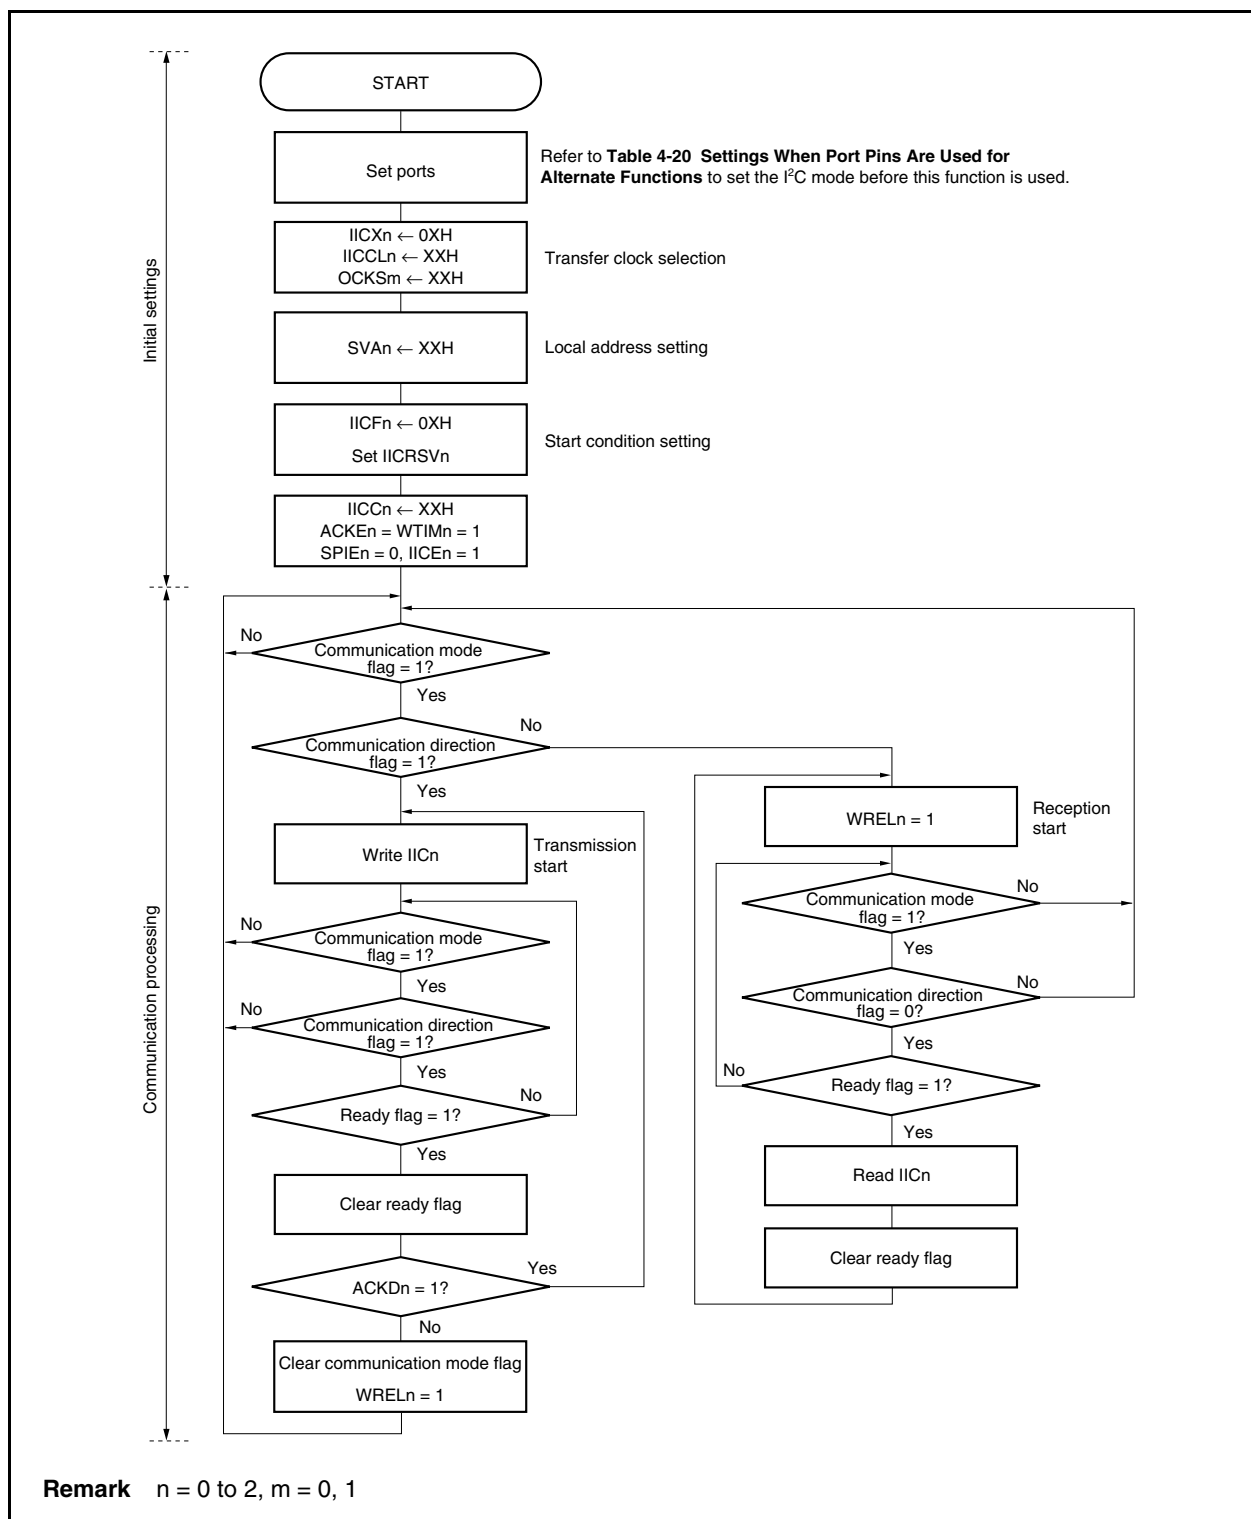 START
Set ports
Refer to Table 4-20 Settings When Port Pins Are Used for
Alternate Functions to set the I²C mode before this function is used.
IICXn ← 0XH
IICCLn ← XXH
OCKSm ← XXH
Transfer clock selection
Initial settings
SVAn ← XXH
Local address setting
IICFn ← 0XH
Set IICRSVn
Start condition setting
IICCn ← XXH
ACKEn = WTIMn = 1
SPIEn = 0, IICEn = 1
No
Communication mode
flag = 1?
Yes
No
Communication direction
flag = 1?
Yes
Write IICn
Transmission
start
No
Communication mode
flag = 1?
Yes
No
Communication direction
flag = 1?
Yes
No
Ready flag = 1?
Yes
Clear ready flag
Yes
ACKDn = 1?
No
Clear communication mode flag
WRELn = 1
WRELn = 1
Reception
start
No
Communication mode
flag = 1?
Yes
No
Communication direction
flag = 0?
Yes
No
Ready flag = 1?
Yes
Read IICn
Clear ready flag
Communication processing
Remark n = 0 to 2, m = 0, 1